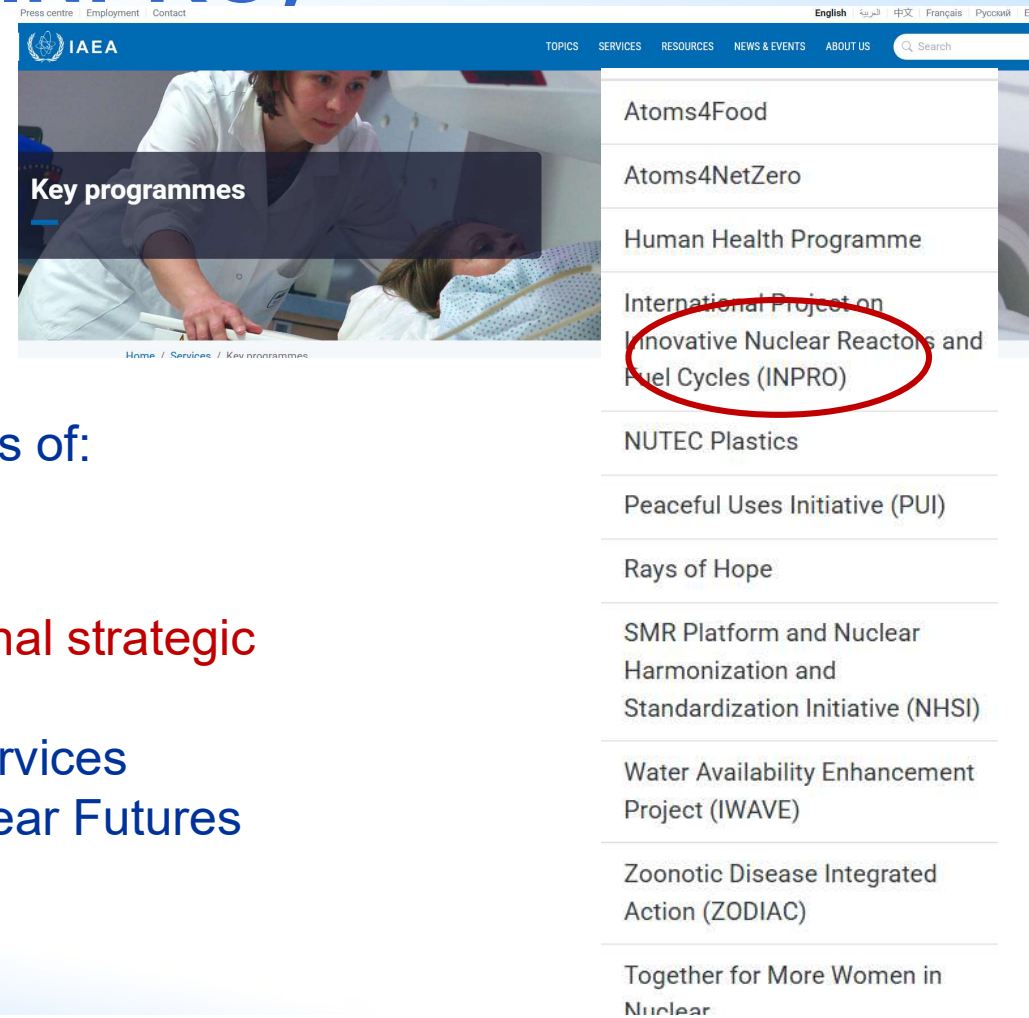 Press centre Employment Contact
English العربية 中文 Français Русский
IAEA
TOPICS SERVICES RESOURCES NEWS & EVENTS ABOUT US Search
Key programmes
Home / Services / Key programmes
s of:
nal strategic
rvices
ear Futures
Atoms4Food
Atoms4NetZero
Human Health Programme
International Project on
Innovative Nuclear Reactors and
Fuel Cycles (INPRO)
NUTEC Plastics
Peaceful Uses Initiative (PUI)
Rays of Hope
SMR Platform and Nuclear
Harmonization and
Standardization Initiative (NHSI)
Water Availability Enhancement
Project (IWAVE)
Zoonotic Disease Integrated
Action (ZODIAC)
Together for More Women in
Nuclear